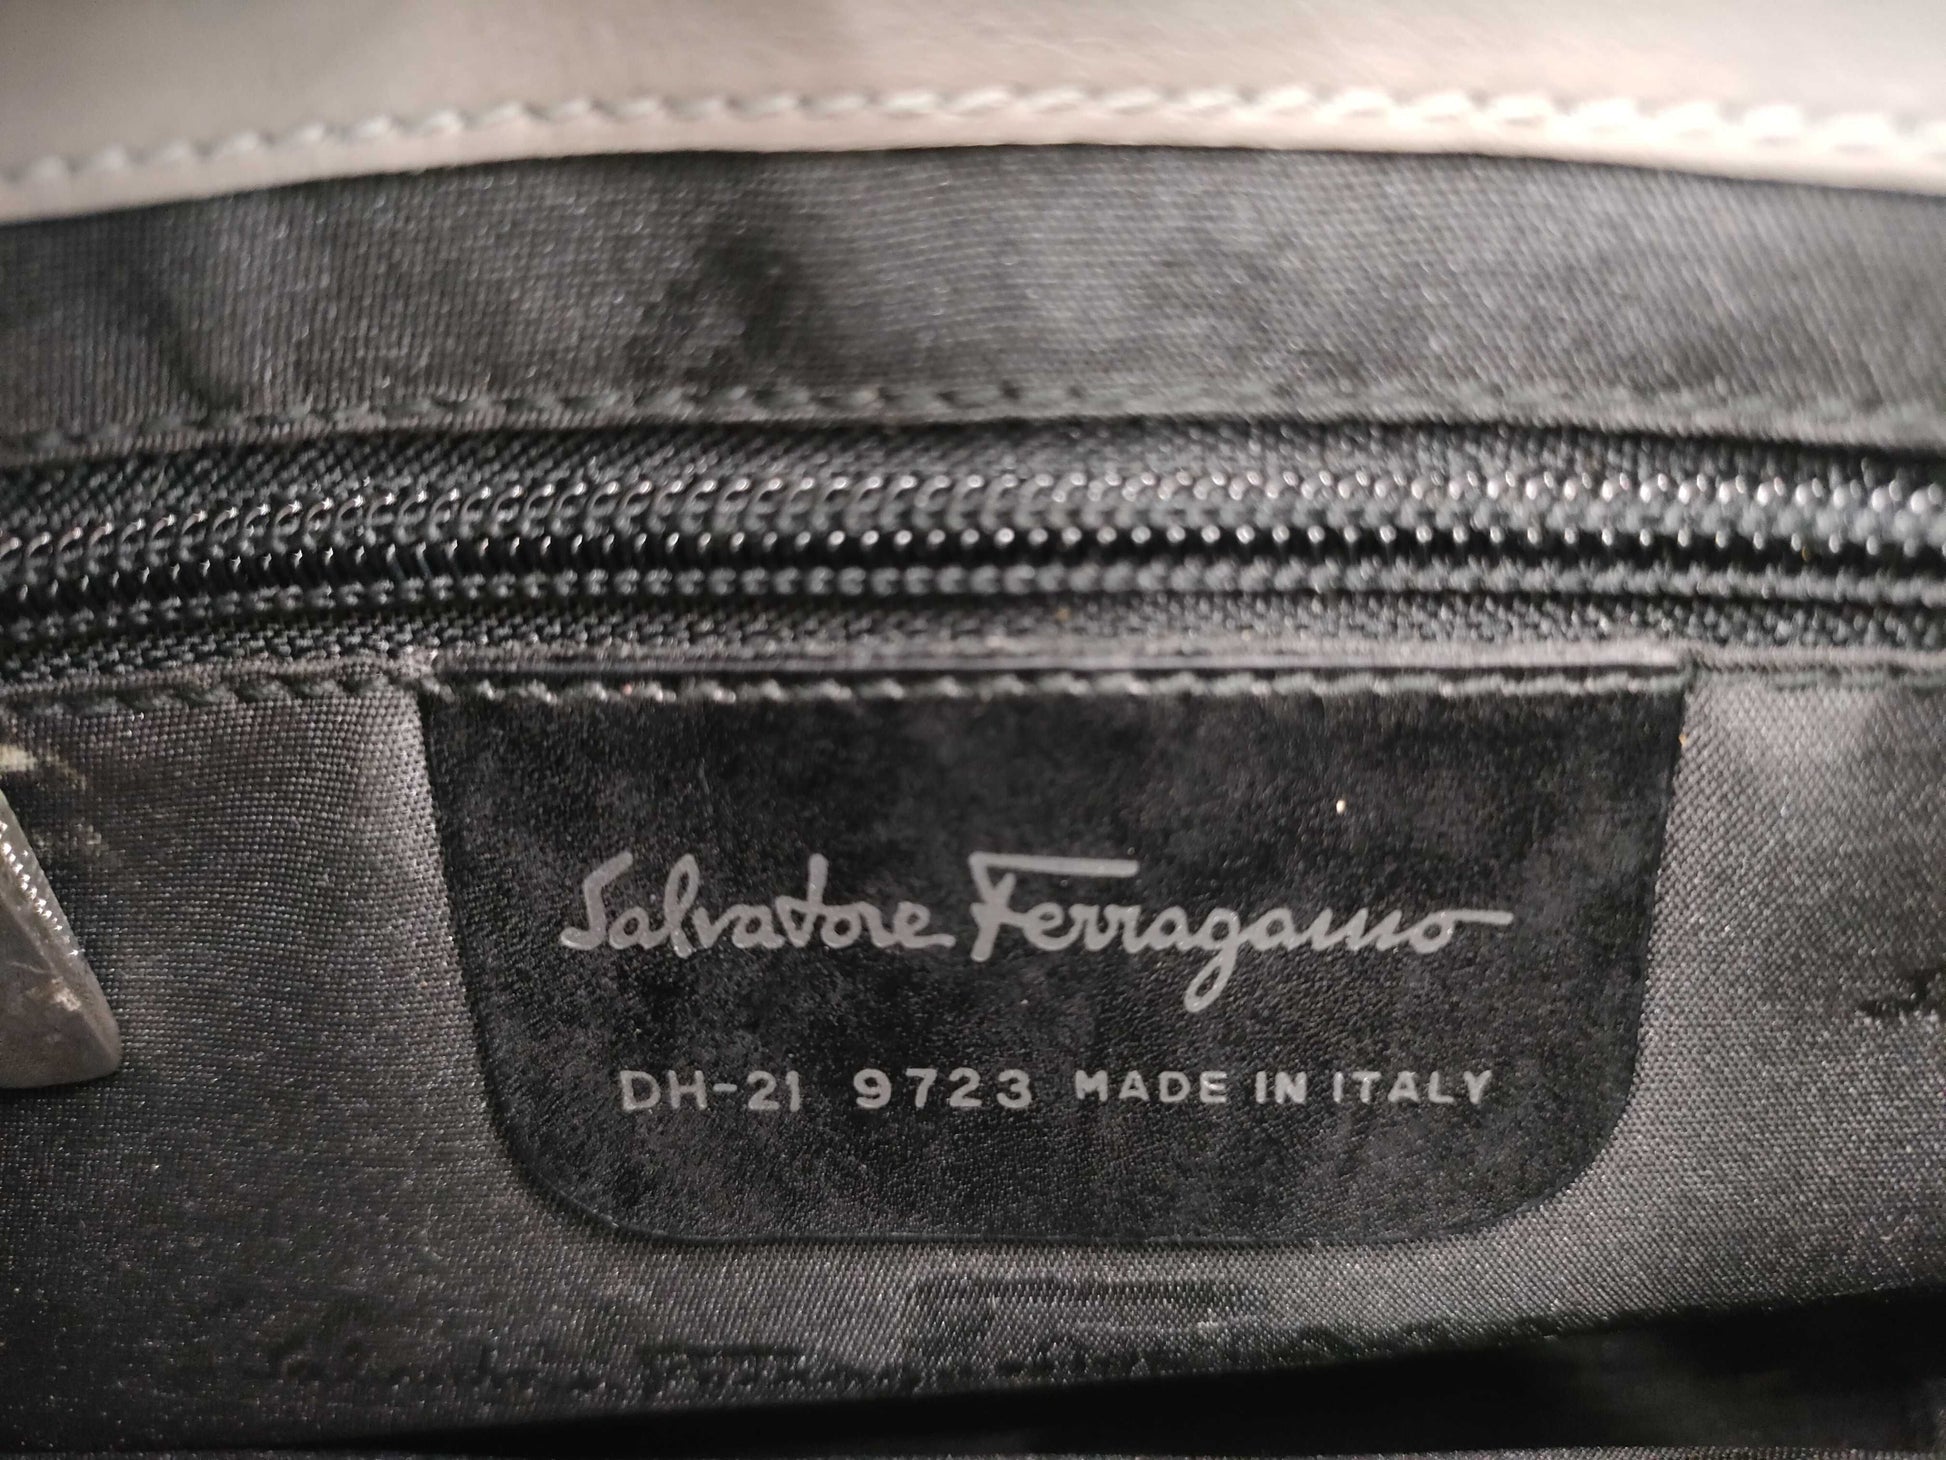 Salvatore Ferragamo
DH-21 9723 MADE IN ITALY